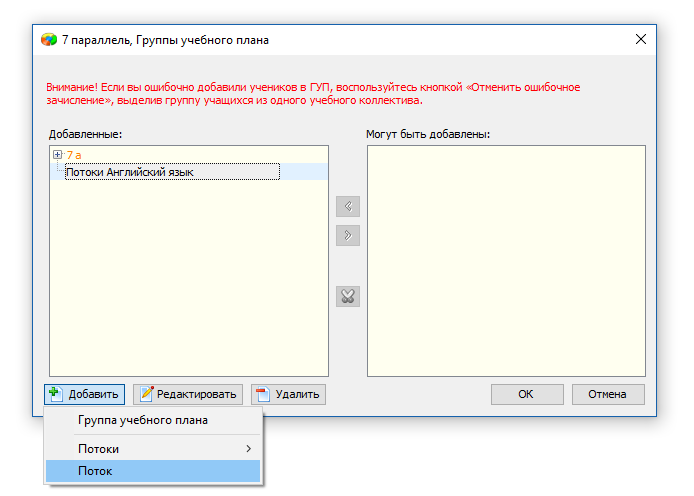 7 параллель, Группы учебного плана
Внимание! Если вы ошибочно добавили учеников в ГУП, воспользуйтесь кнопкой «Отменить ошибочное
зачисление», выделив группу учащихся из одного учебного коллектива.
Добавленные:
Могут быть добавлены:
7 а
Потоки Английский язык
Добавить
Редактировать
Удалить
OK
Отмена
Группа учебного плана
Потоки
Поток